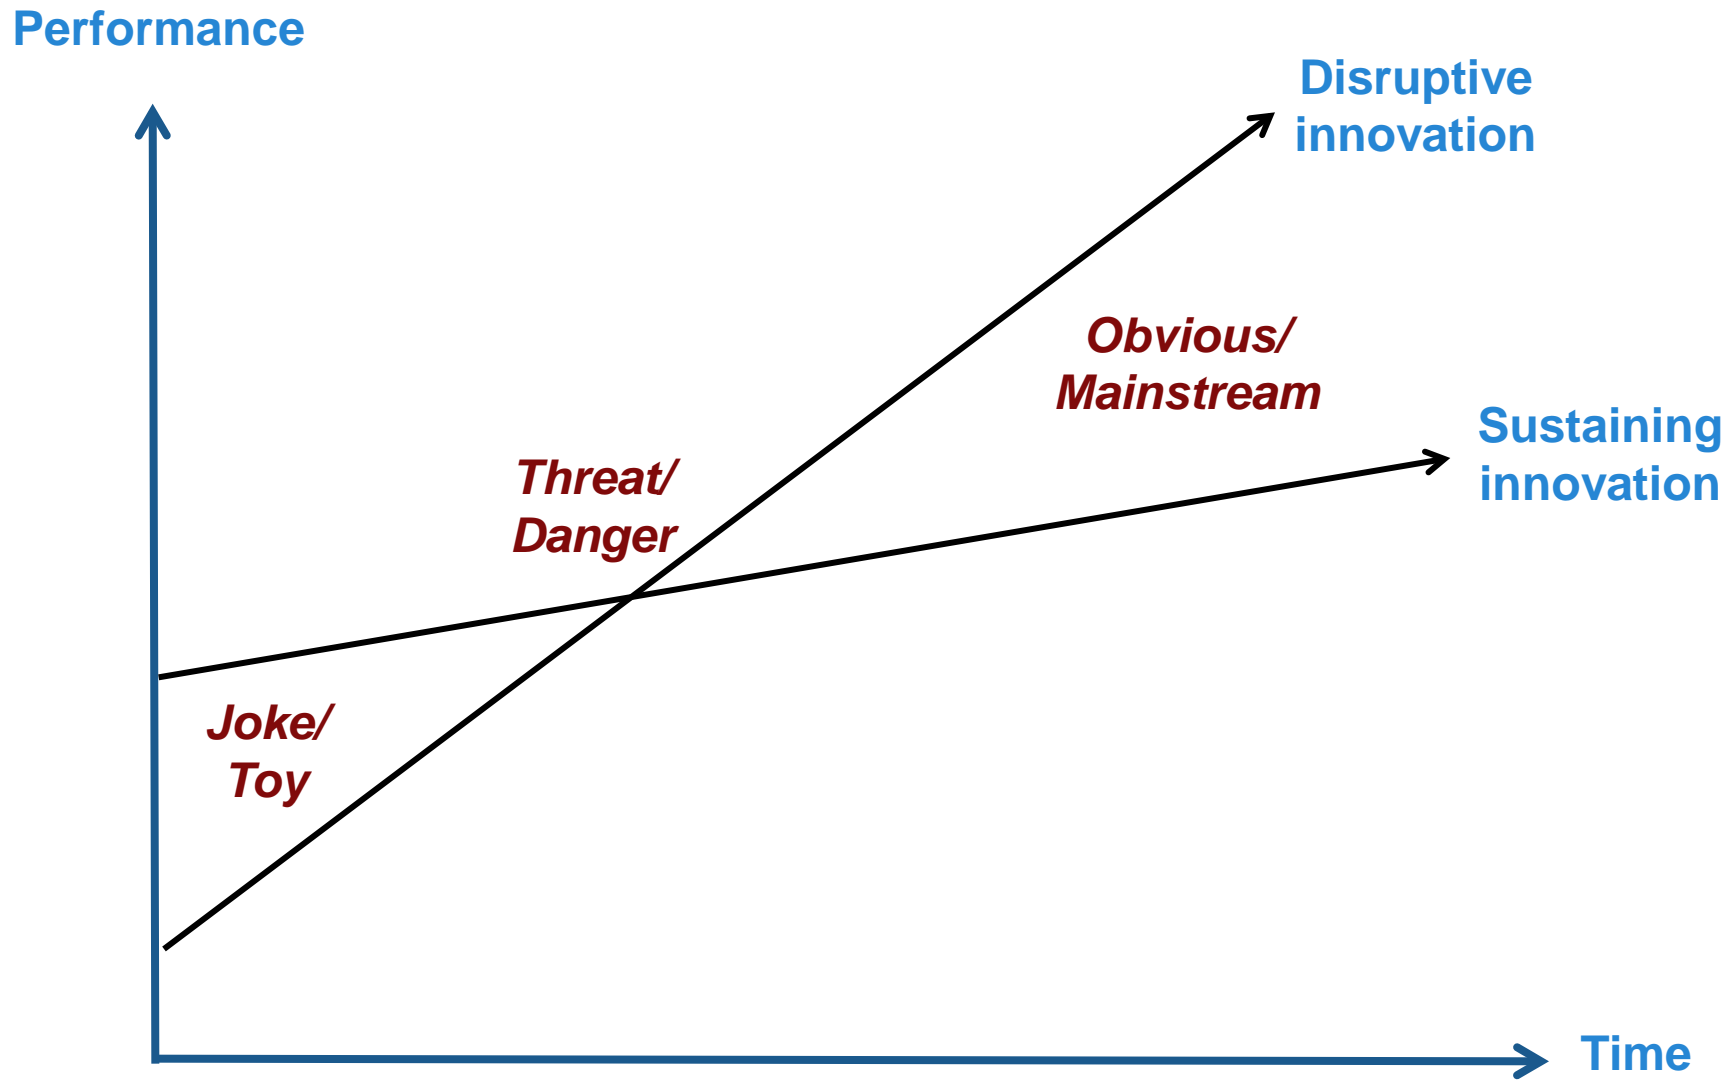 Performance
Disruptive
innovation
Obvious/
Mainstream
Sustaining
innovation
Threat/
Danger
Joke/
Toy
Time